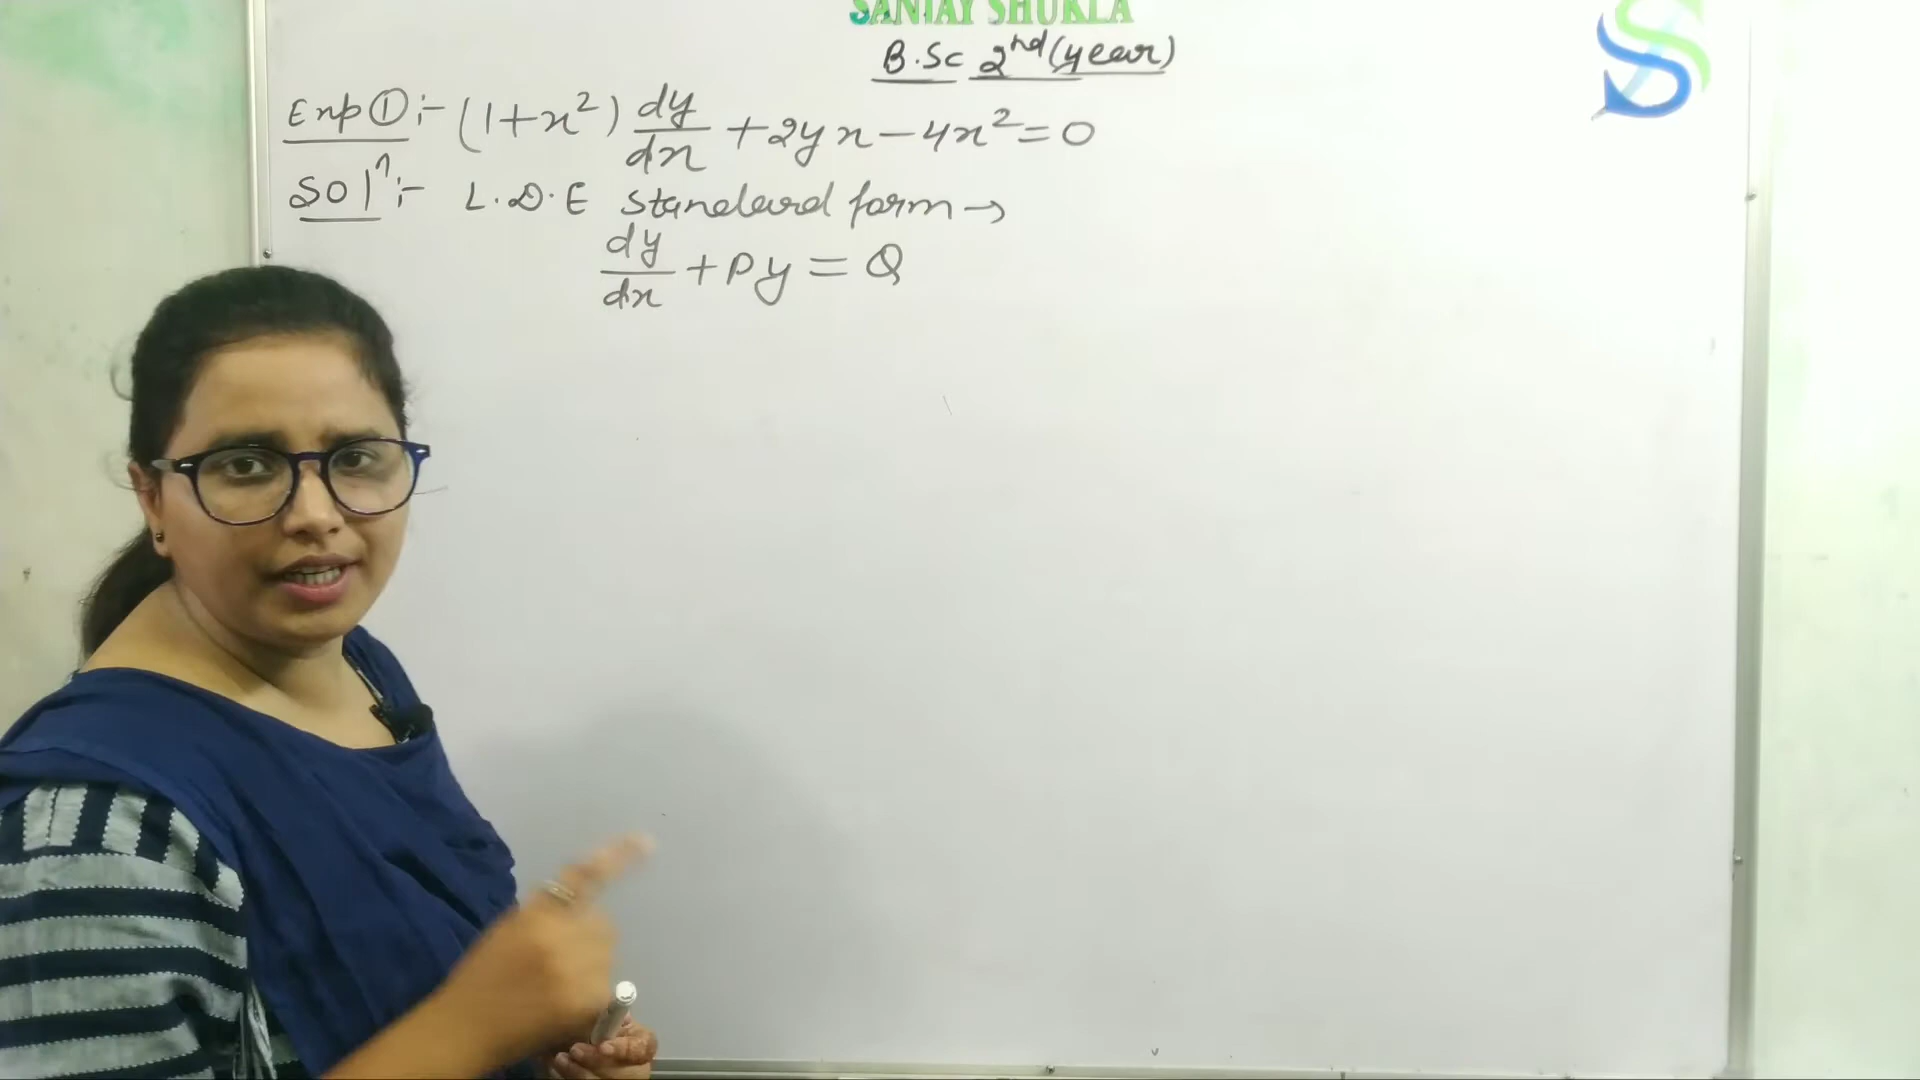 SANJAY SHUKLA
B.Sc 2nd (year)
Exp ① :- (1+x²) dy/dx + 2yx - 4x² = 0
Solⁿ :- L.D.E standard form →
dy/dx + Py = Q